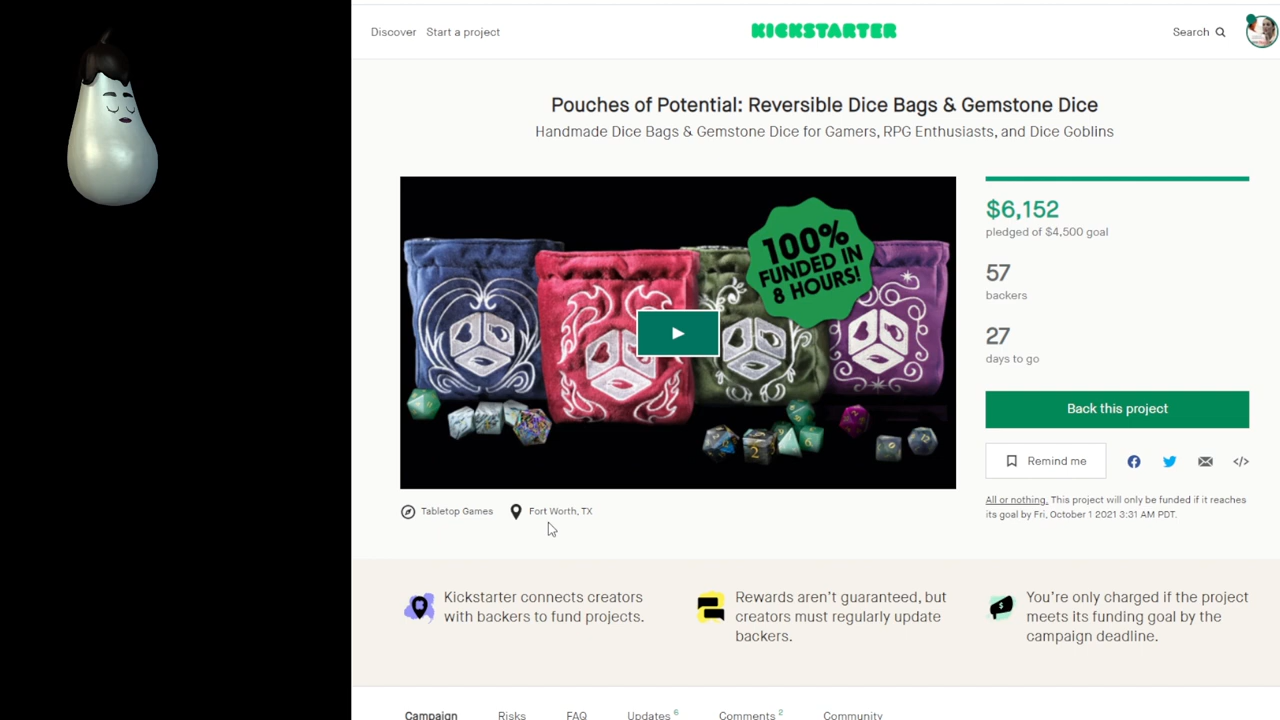 Discover Start a project
KICKSTARTER
Search
Pouches of Potential: Reversible Dice Bags & Gemstone Dice
Handmade Dice Bags & Gemstone Dice for Gamers, RPG Enthusiasts, and Dice Goblins
100%
FUNDED IN
8 HOURS!
$6,152
pledged of $4,500 goal
57
backers
27
days to go
Back this project
Remind me
All or nothing. This project will only be funded if it reaches
its goal by Fri, October 1 2021 3:31 AM PDT.
Tabletop Games Fort Worth, TX
Kickstarter connects creators
with backers to fund projects.
Rewards aren't guaranteed, but
creators must regularly update
backers.
You're only charged if the project
meets its funding goal by the
campaign deadline.
Campaign Risks FAQ Updates 6 Comments 2 Community